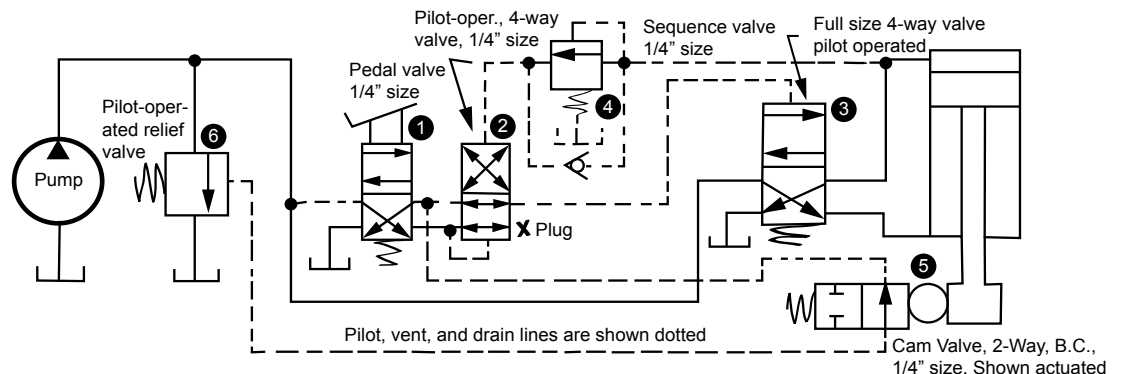 Pilot-oper., 4-way
valve, 1/4” size
Sequence valve
1/4” size
Full size 4-way valve
pilot operated
Pedal valve
1/4” size
Pilot-oper-
ated relief
valve
6
1
2
4
3
Pump
X Plug
5
Pilot, vent, and drain lines are shown dotted
Cam Valve, 2-Way, B.C.,
1/4” size. Shown actuated